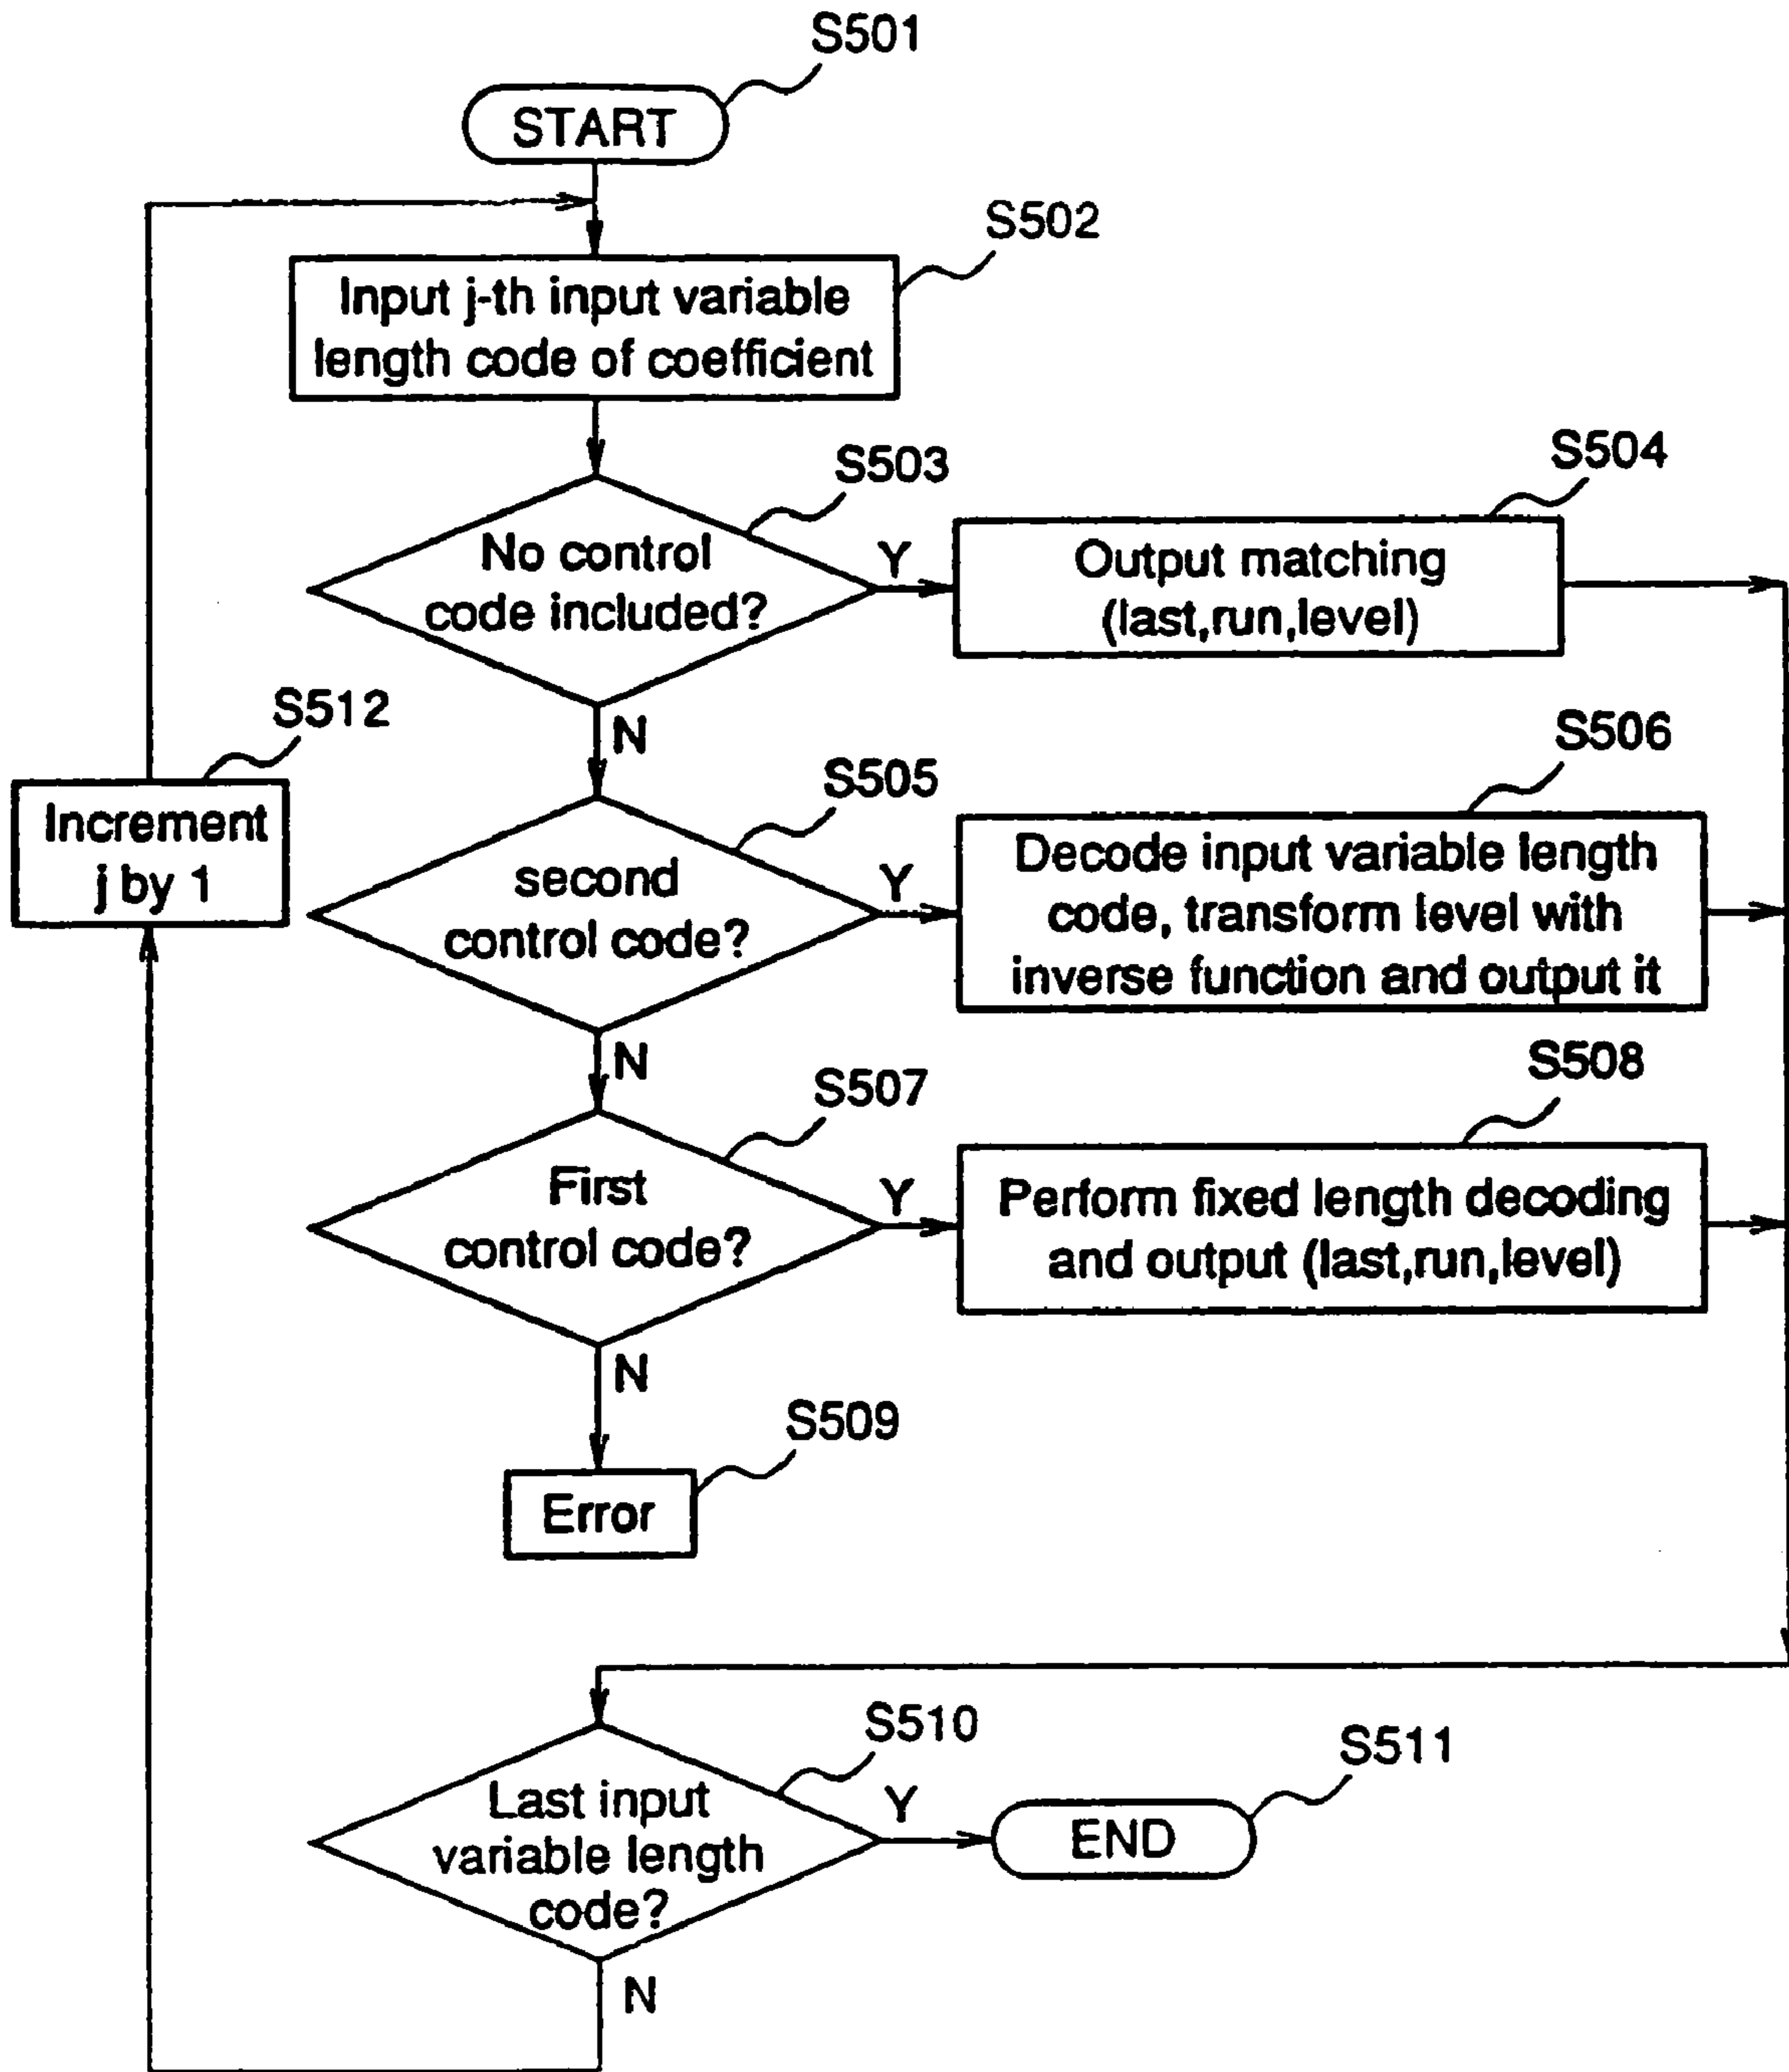 S501
START
S502
Input j-th input variable
length code of coefficient
S503
No control
code included?
Y
N
S504
Output matching
(last,run,level)
S512
Increment
j by 1
S505
second
control code?
Y
N
S506
Decode input variable length
code, transform level with
inverse function and output it
S507
First
control code?
Y
N
S508
Perform fixed length decoding
and output (last,run,level)
S509
Error
S510
Last input
variable length
code?
Y
N
S511
END